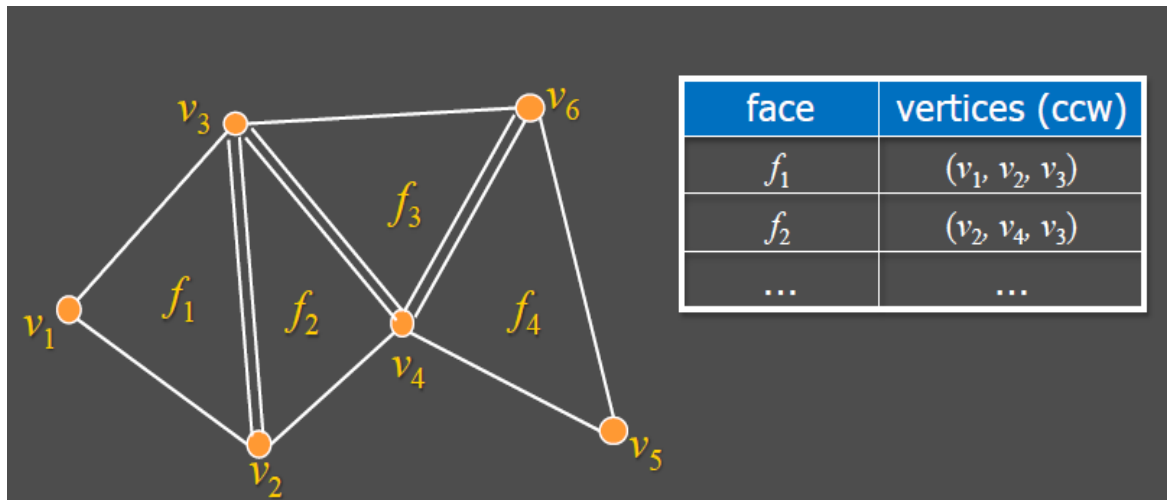 v3
v6
f3
f1
f2
f4
v1
v4
v2
v5
face vertices (ccw)
f1 (v1, v2, v3)
f2 (v2, v4, v3)
... ...